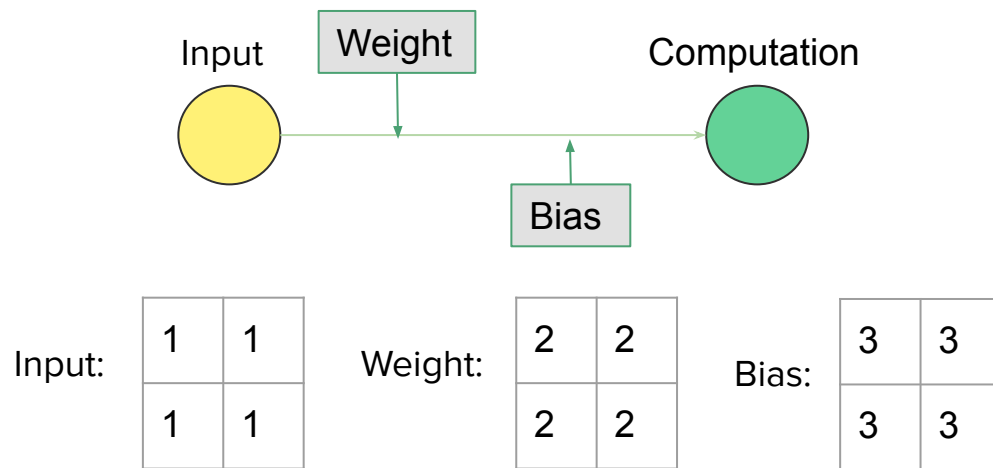 Input
Weight
Computation
Bias
Input:
1 1
1 1
Weight:
2 2
2 2
Bias:
3 3
3 3